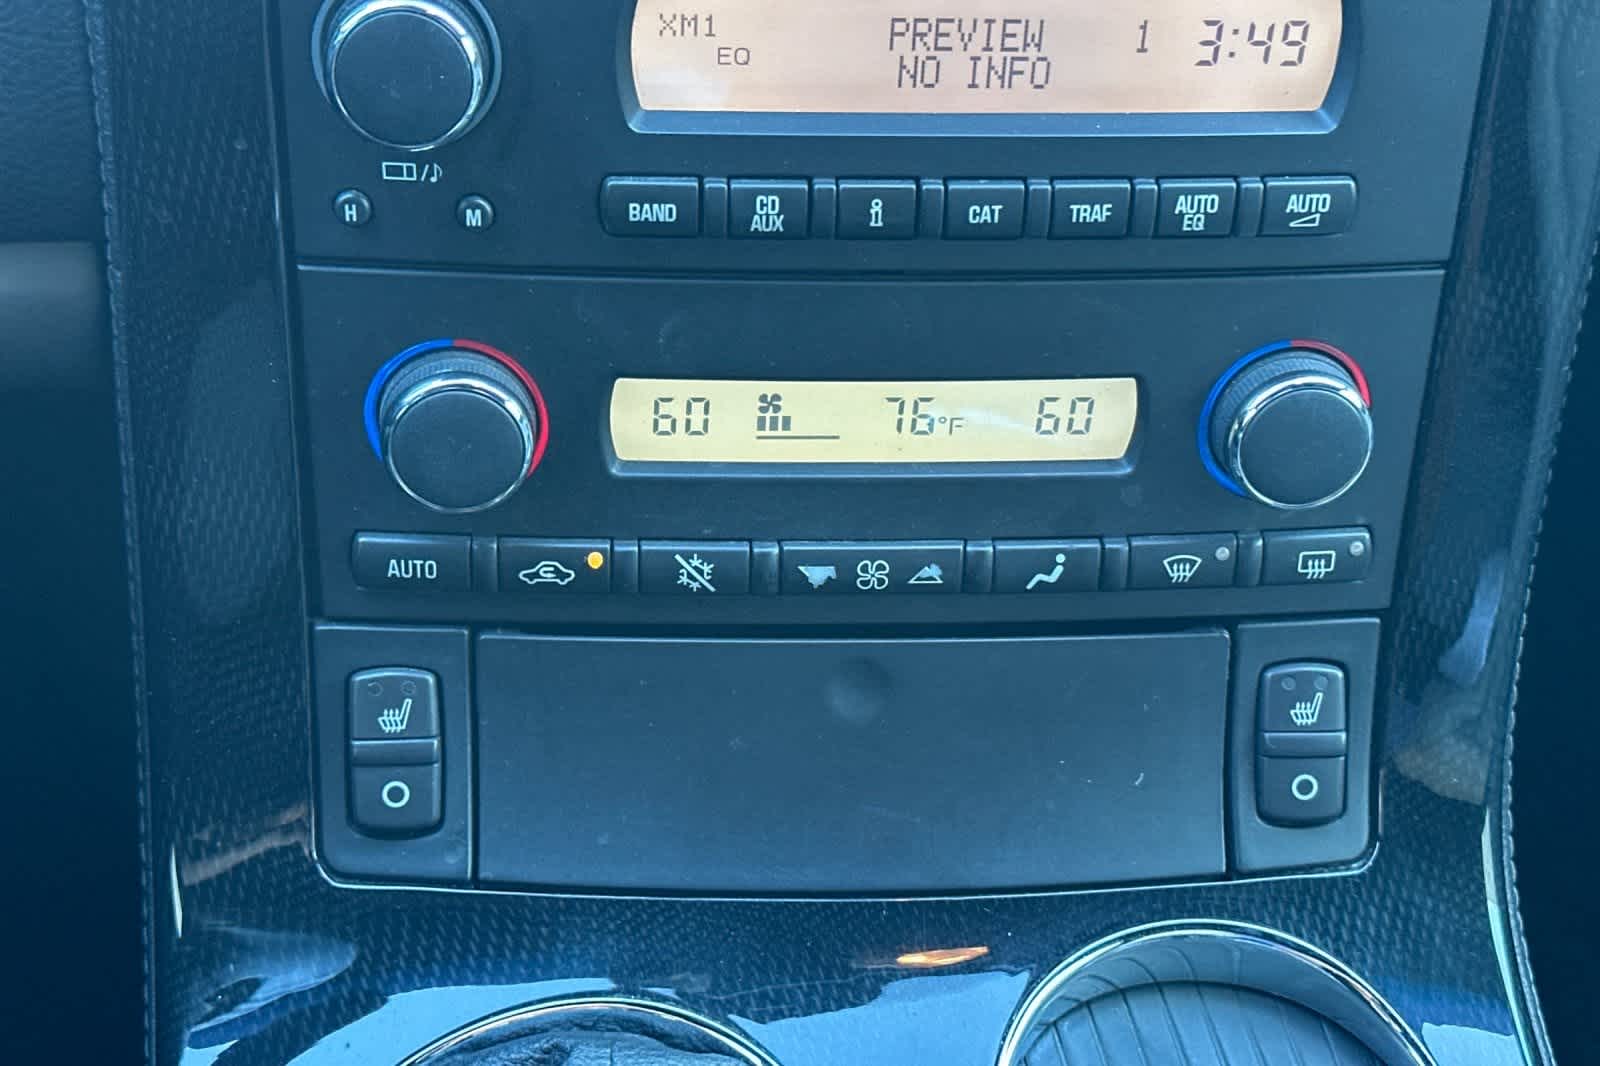 XM1 PREVIEW 1 3:49
EQ NO INFO
H M
BAND CD AUX i CAT TRAF AUTO EQ AUTO
60 76°F 60
AUTO